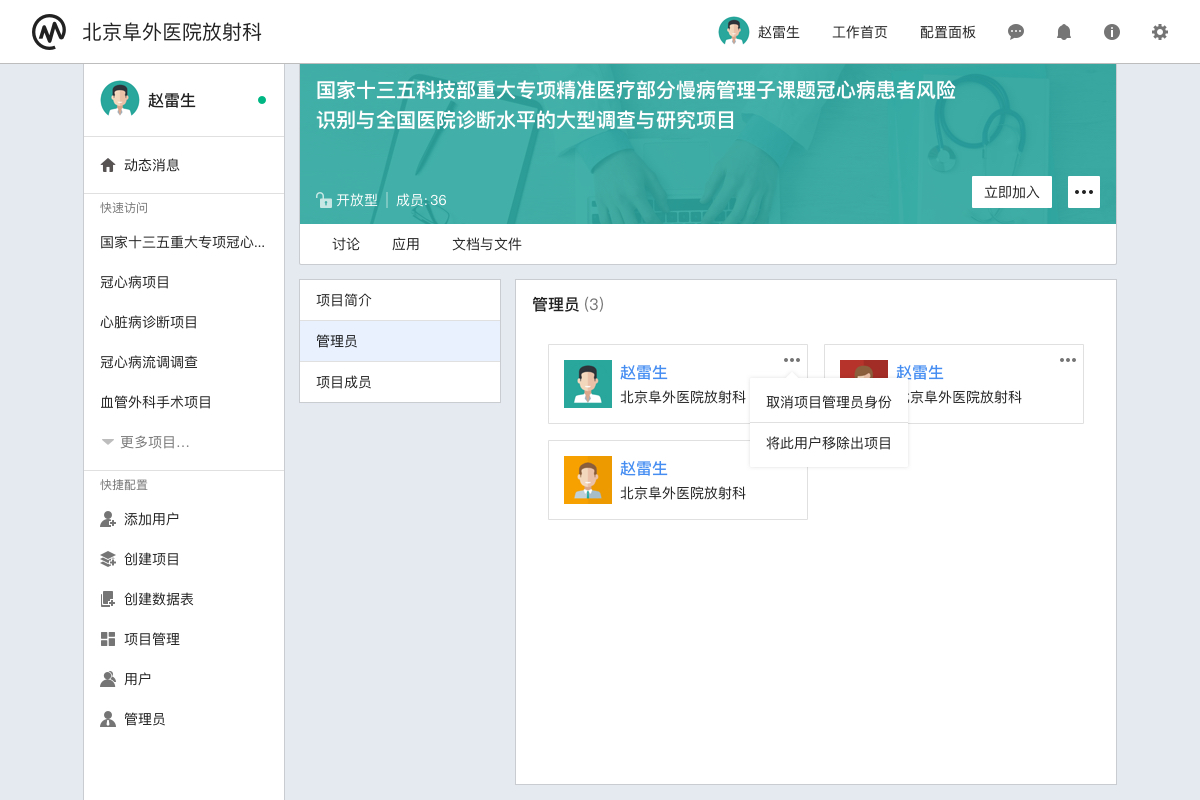 北京阜外医院放射科
赵雷生
工作首页
配置面板
赵雷生
动态消息
快速访问
国家十三五重大专项冠心...
冠心病项目
心脏病诊断项目
冠心病流调调查
血管外科手术项目
更多项目…
快捷配置
添加用户
创建项目
创建数据表
项目管理
用户
管理员
国家十三五科技部重大专项精准医疗部分慢病管理子课题冠心病患者风险
识别与全国医院诊断水平的大型调查与研究项目
开放型 | 成员: 36
立即加入
讨论
应用
文档与文件
项目简介
管理员
项目成员
管理员 (3)
赵雷生
北京阜外医院放射科
赵雷生
京阜外医院放射科
取消项目管理员身份
将此用户移除出项目
赵雷生
北京阜外医院放射科